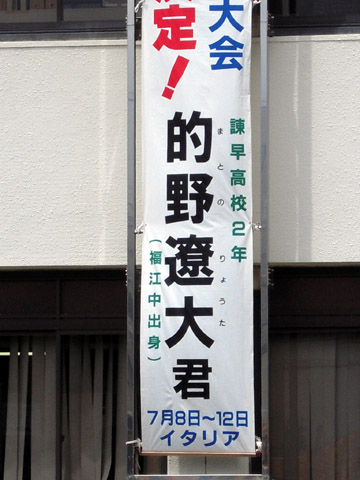 大会
定！
諫早高校2年
的野遼大君
まとの りょうた
（福江中出身）
7月8日～12日
イタリア